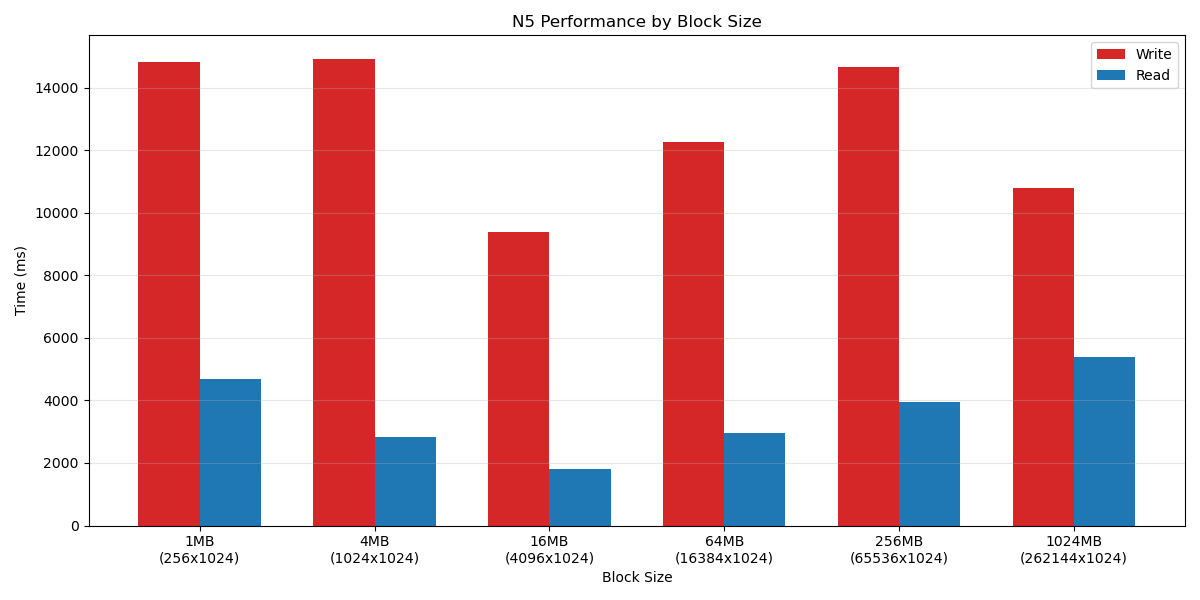 N5 Performance by Block Size
Write
Read
Time (ms)
14000
12000
10000
8000
6000
4000
2000
0
1MB
(256x1024)
4MB
(1024x1024)
16MB
(4096x1024)
64MB
(16384x1024)
256MB
(65536x1024)
1024MB
(262144x1024)
Block Size